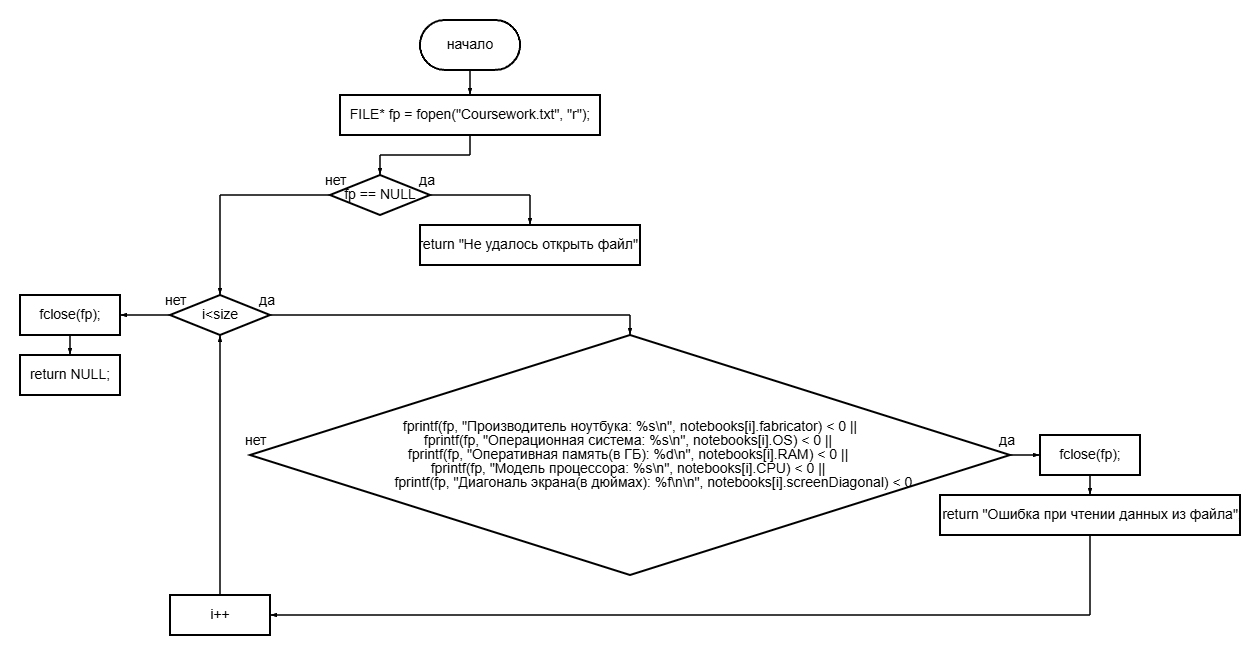 начало
FILE* fp = fopen("Coursework.txt", "r");
нет
да
fp == NULL
return "Не удалось открыть файл"
нет
да
fclose(fp);
i<size
return NULL;
fprintf(fp, "Производитель ноутбука: %s\n", notebooks[i].fabricator) < 0 ||
fprintf(fp, "Операционная система: %s\n", notebooks[i].OS) < 0 ||
fprintf(fp, "Оперативная память(в ГБ): %d\n", notebooks[i].RAM) < 0 ||
fprintf(fp, "Модель процессора: %s\n", notebooks[i].CPU) < 0 ||
fprintf(fp, "Диагональ экрана(в дюймах): %f\n\n", notebooks[i].screenDiagonal) < 0
нет
да
fclose(fp);
return "Ошибка при чтении данных из файла"
i++